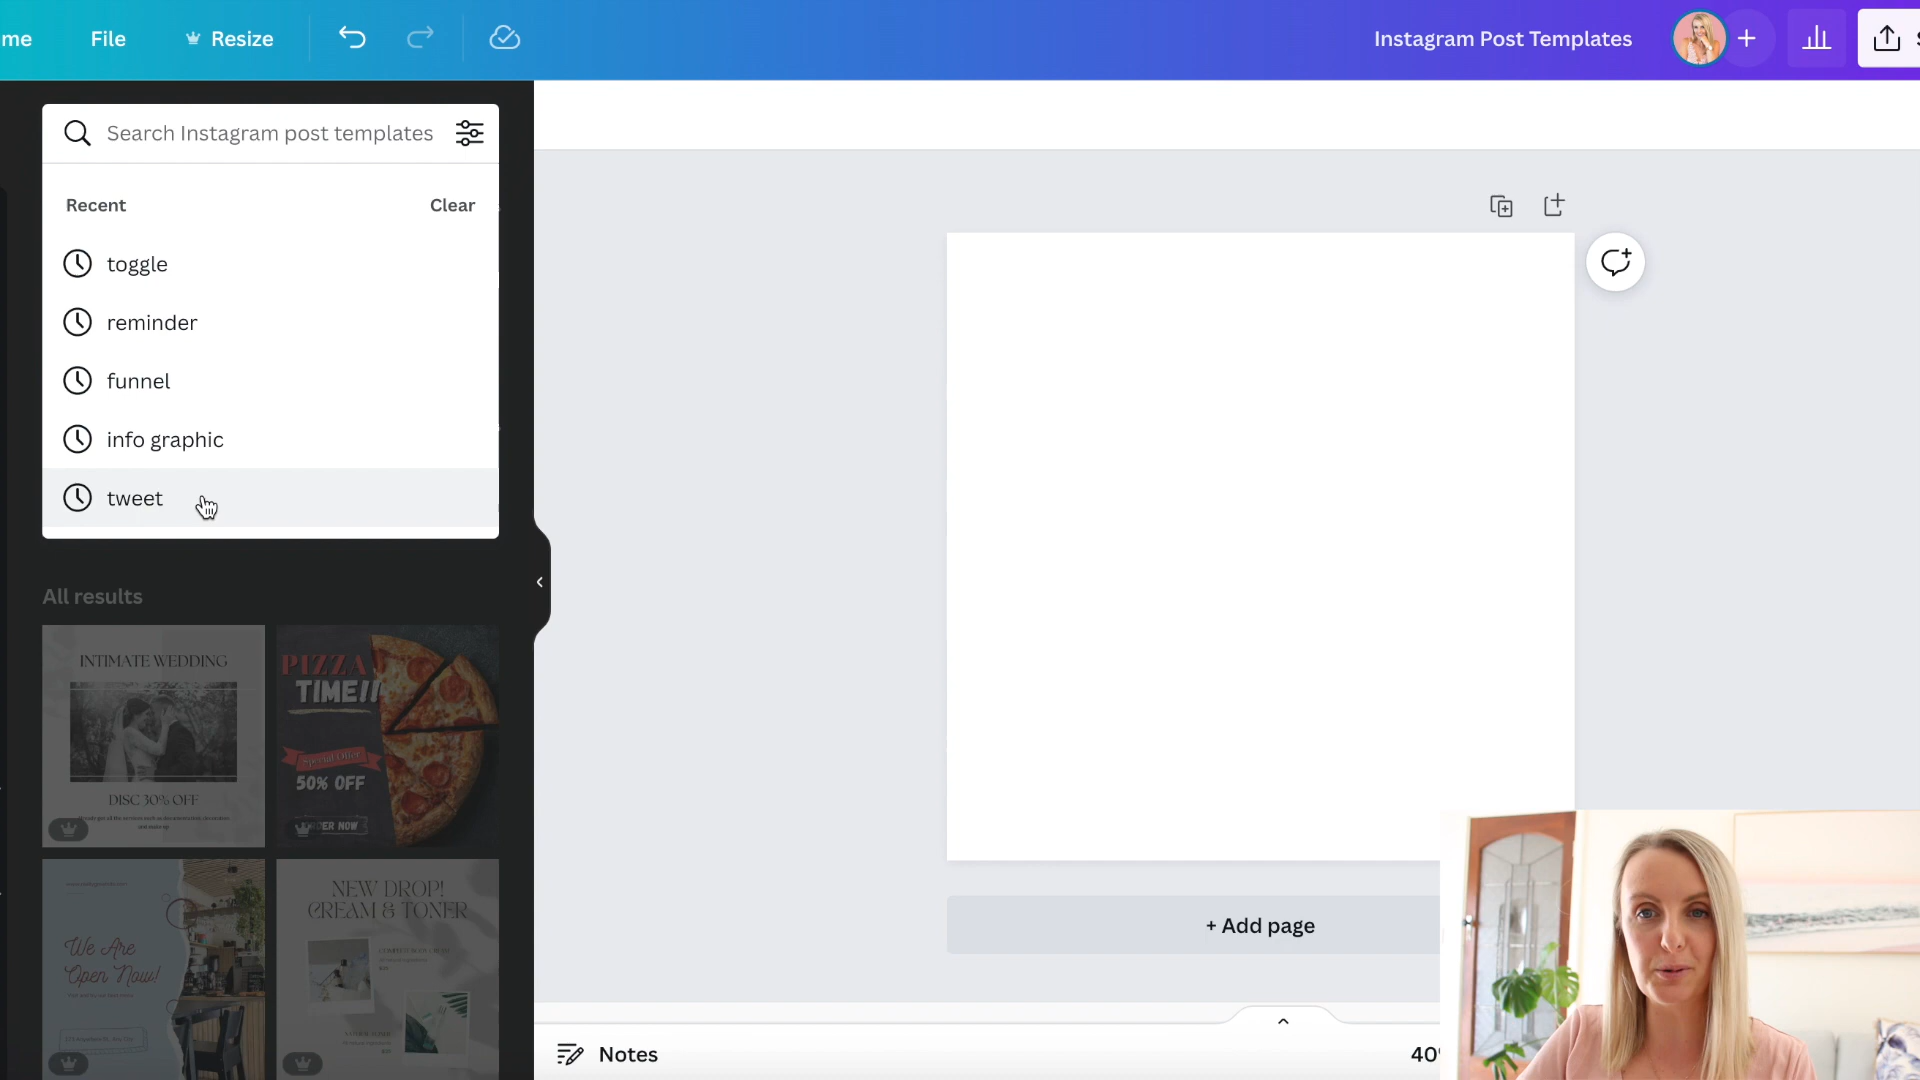 me File Resize Instagram Post Templates
Search Instagram post templates
Recent Clear
toggle
reminder
funnel
info graphic
tweet
All results
INTIMATE WEDDING
DISC 30% OFF
PIZZA
TIME!!
Special Offer
50% OFF
ORDER NOW
We Are
Open Now!
NEW DROP!
CREAM & TONER
+ Add page
Notes
40%